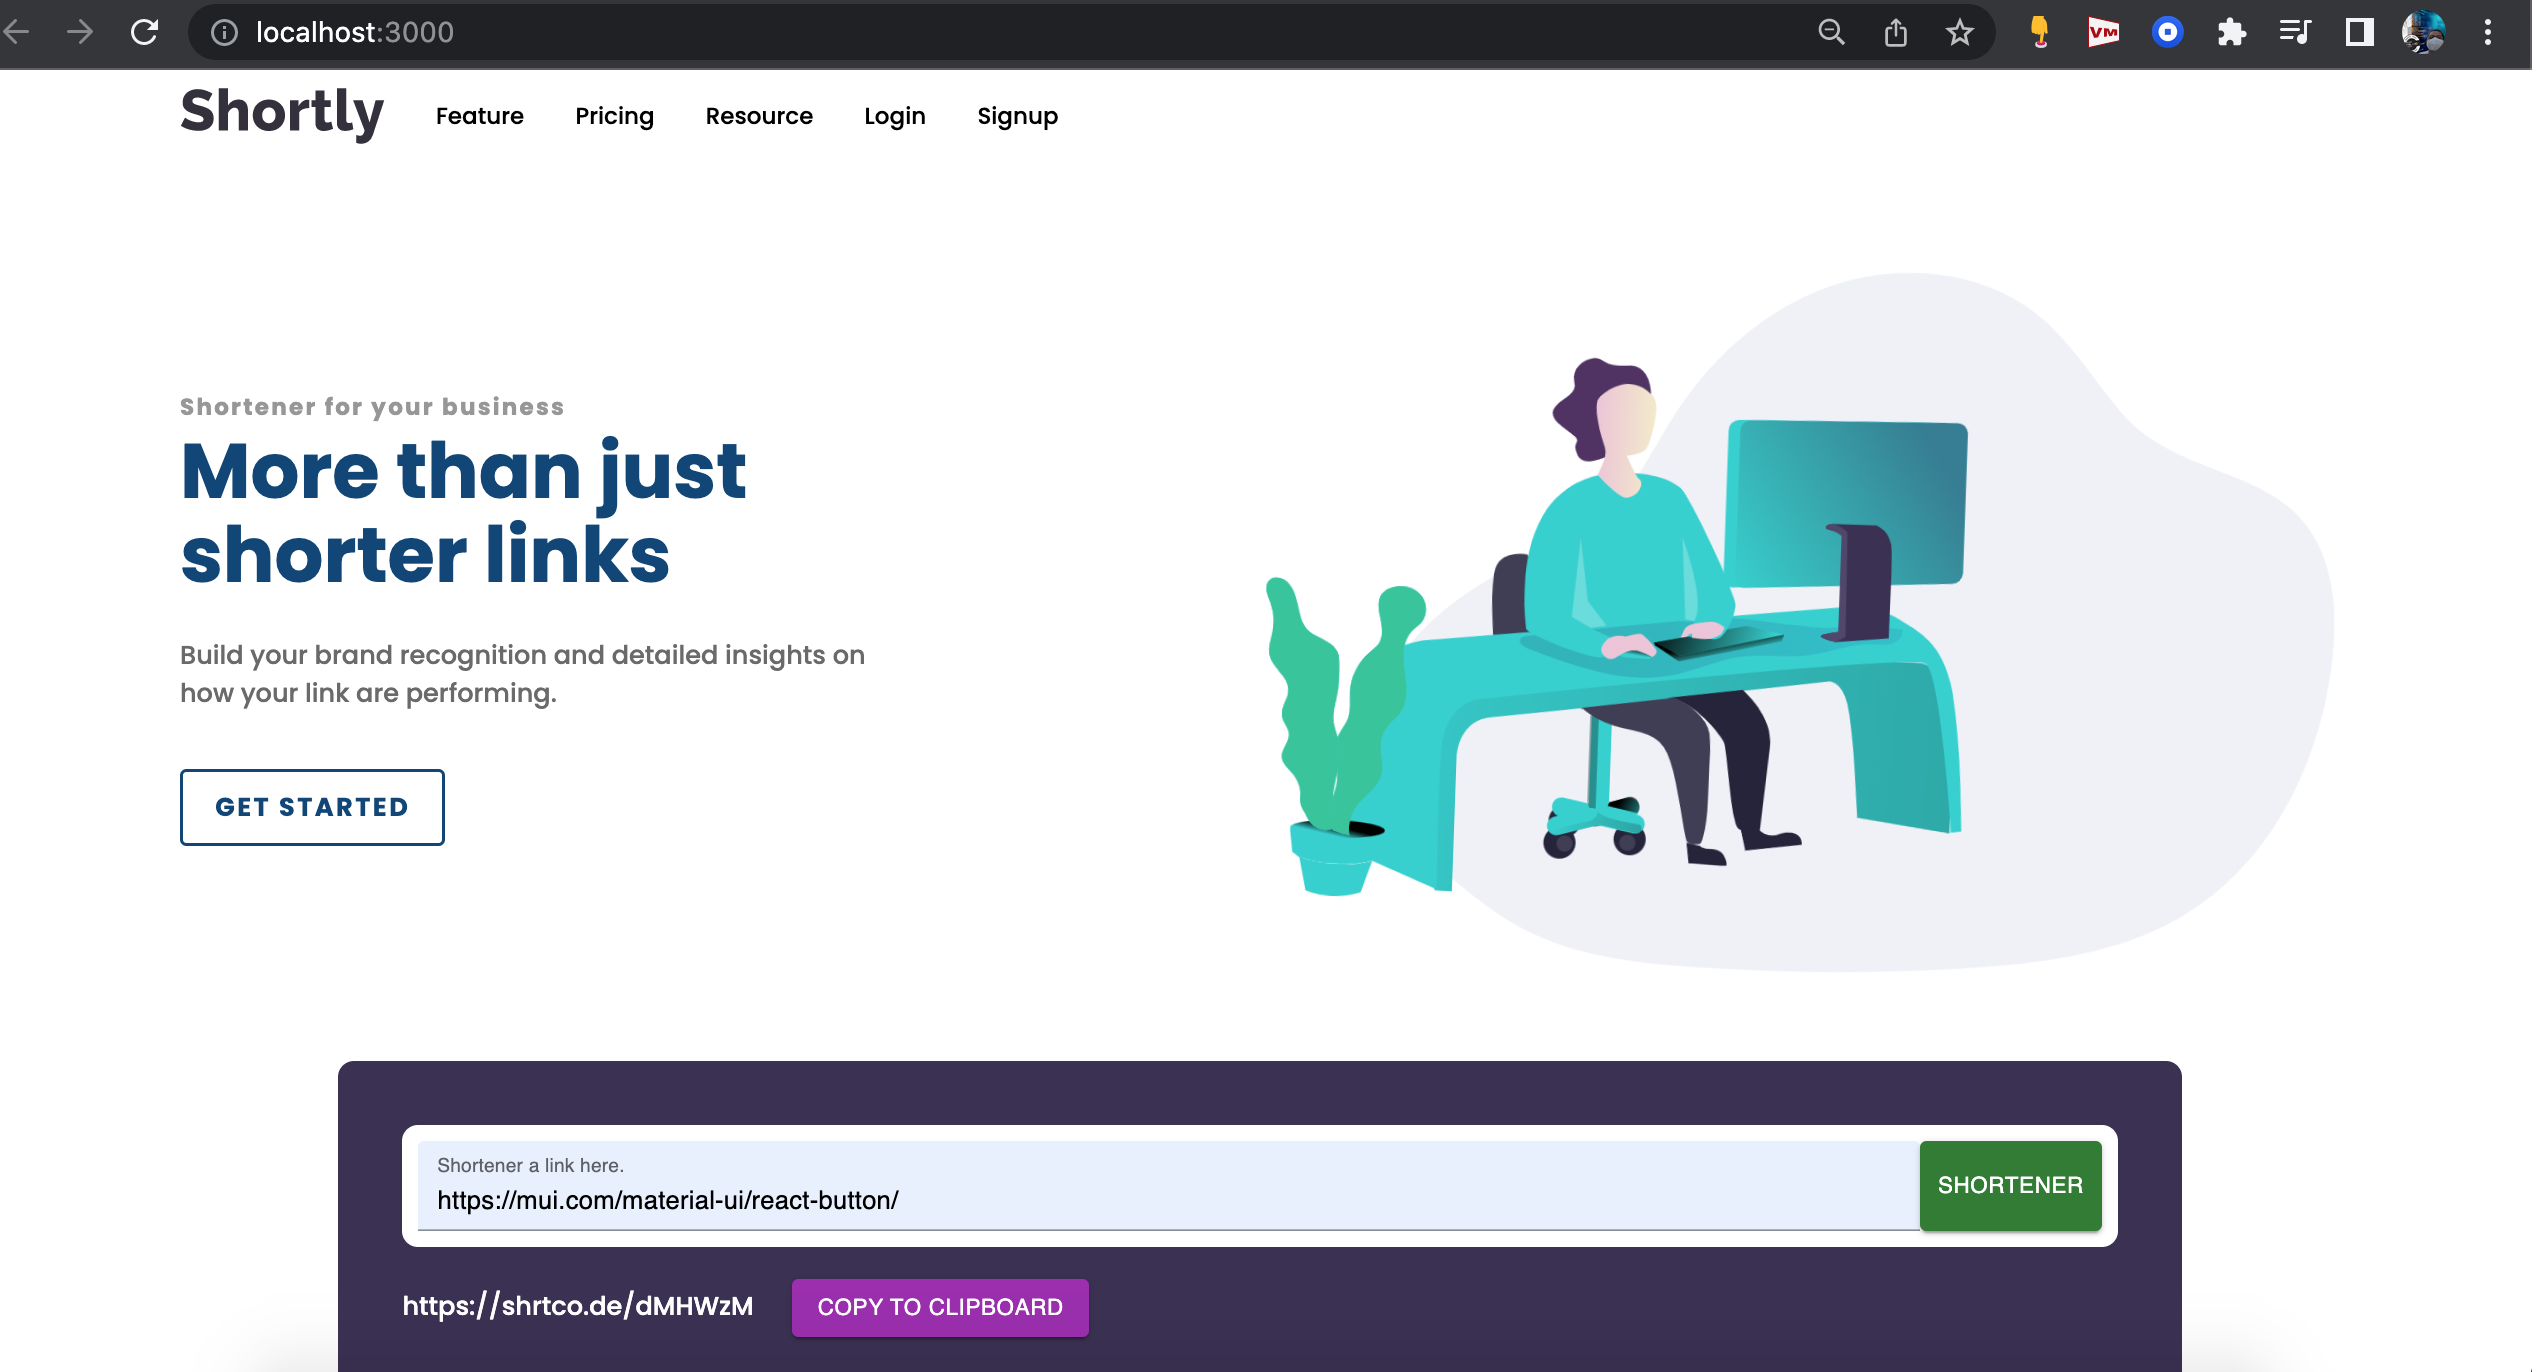 localhost:3000
VM
Shortly Feature Pricing Resource Login Signup
Shortener for your business
More than just
shorter links
Build your brand recognition and detailed insights on
how your link are performing.
GET STARTED
Shortener a link here.
https://mui.com/material-ui/react-button/
SHORTENER
https://shrtco.de/dMHWzM COPY TO CLIPBOARD